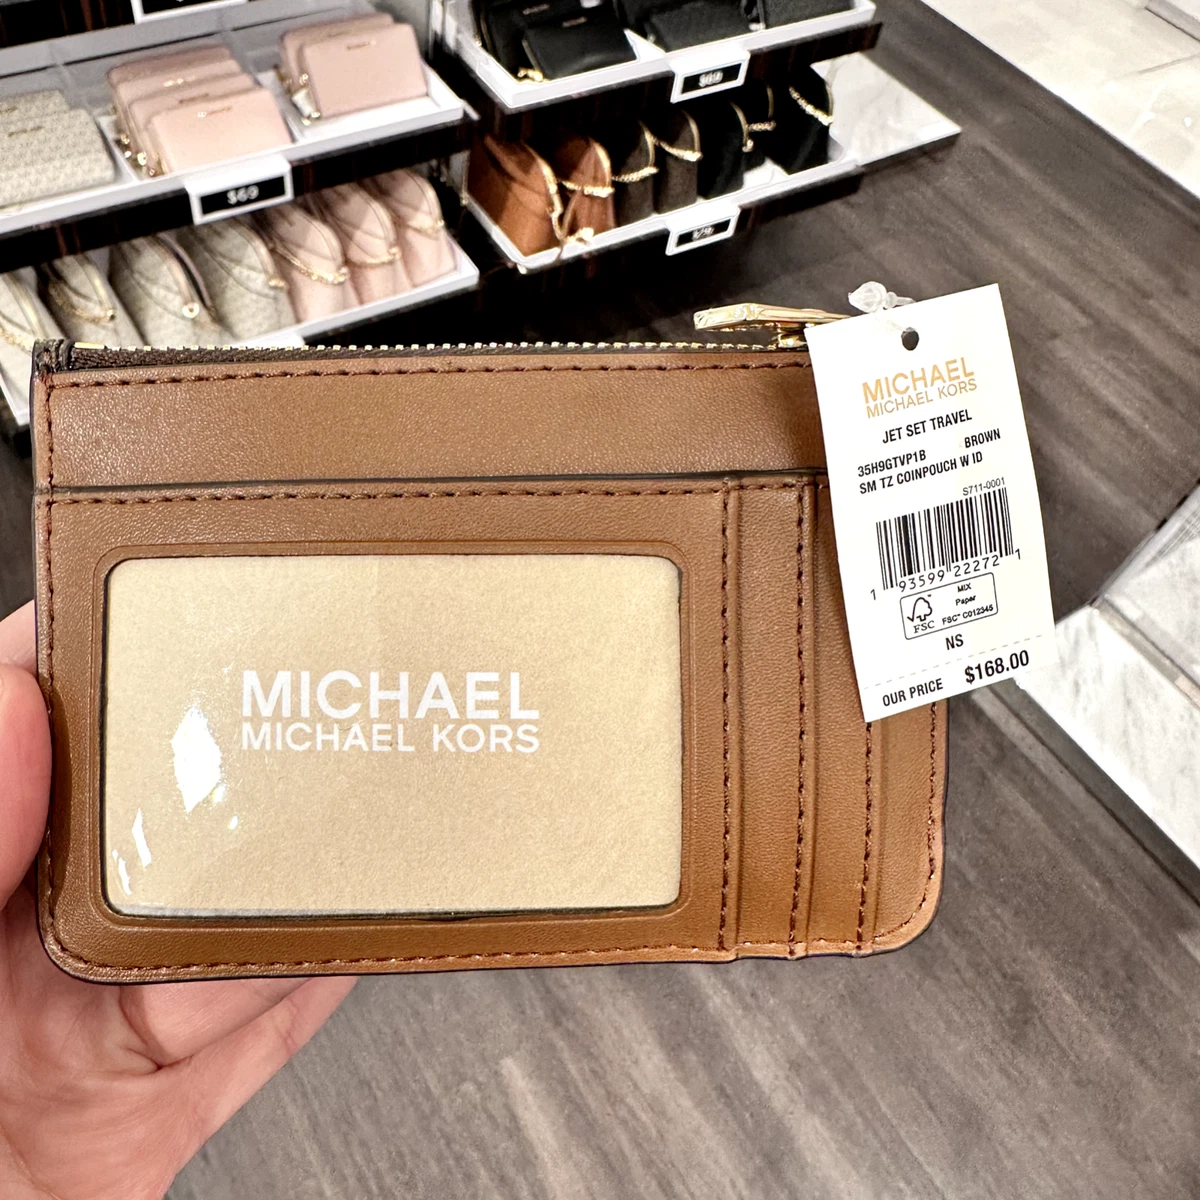 $69
$69
MICHAEL
MICHAEL KORS
JET SET TRAVEL
35H9GTVP1B BROWN
SM TZ COINPOUCH W ID
S711-0001
1 93599 22272 1
FSC
MIX
Paper
FSC™ C012345
NS
OUR PRICE $168.00
MICHAEL
MICHAEL KORS